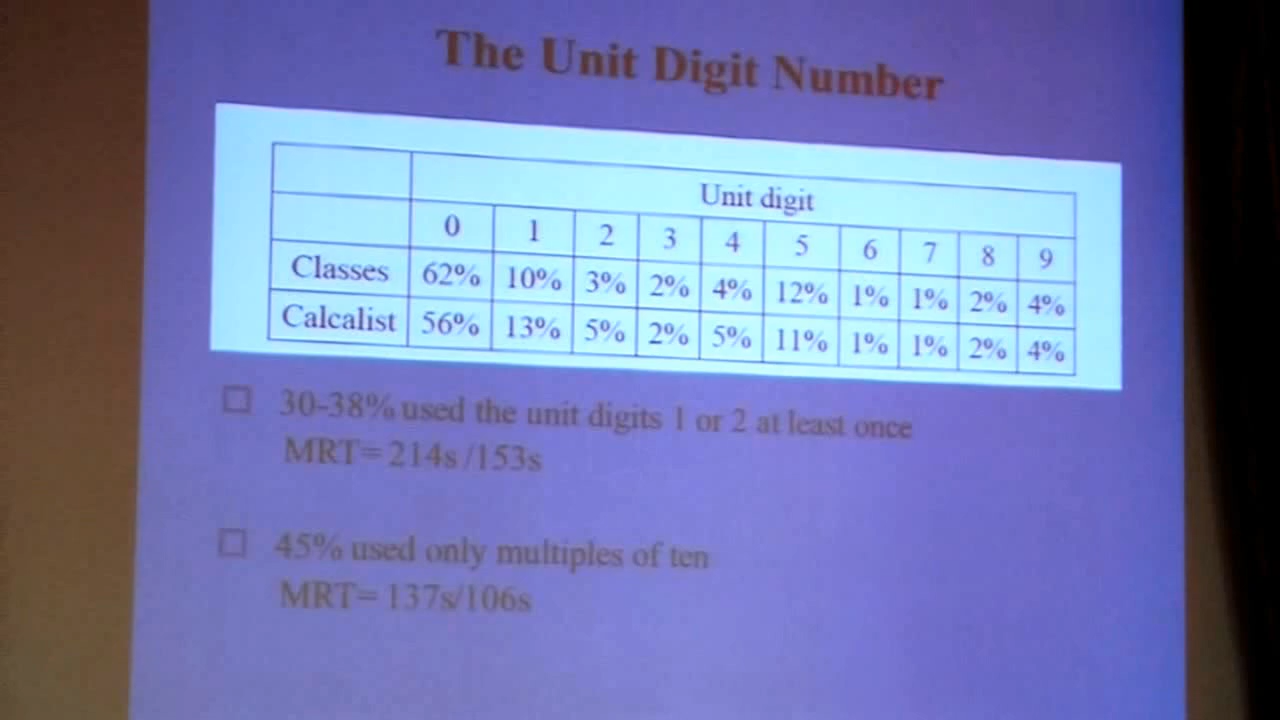 The Unit Digit Number
Unit digit
0 1 2 3 4 5 6 7 8 9
Classes 62% 10% 3% 2% 4% 12% 1% 1% 2% 4%
Calcalist 56% 13% 5% 2% 5% 11% 1% 1% 2% 4%
30-38% used the unit digits 1 or 2 at least once
MRT= 214s /153s
45% used only multiples of ten
MRT= 137s/106s